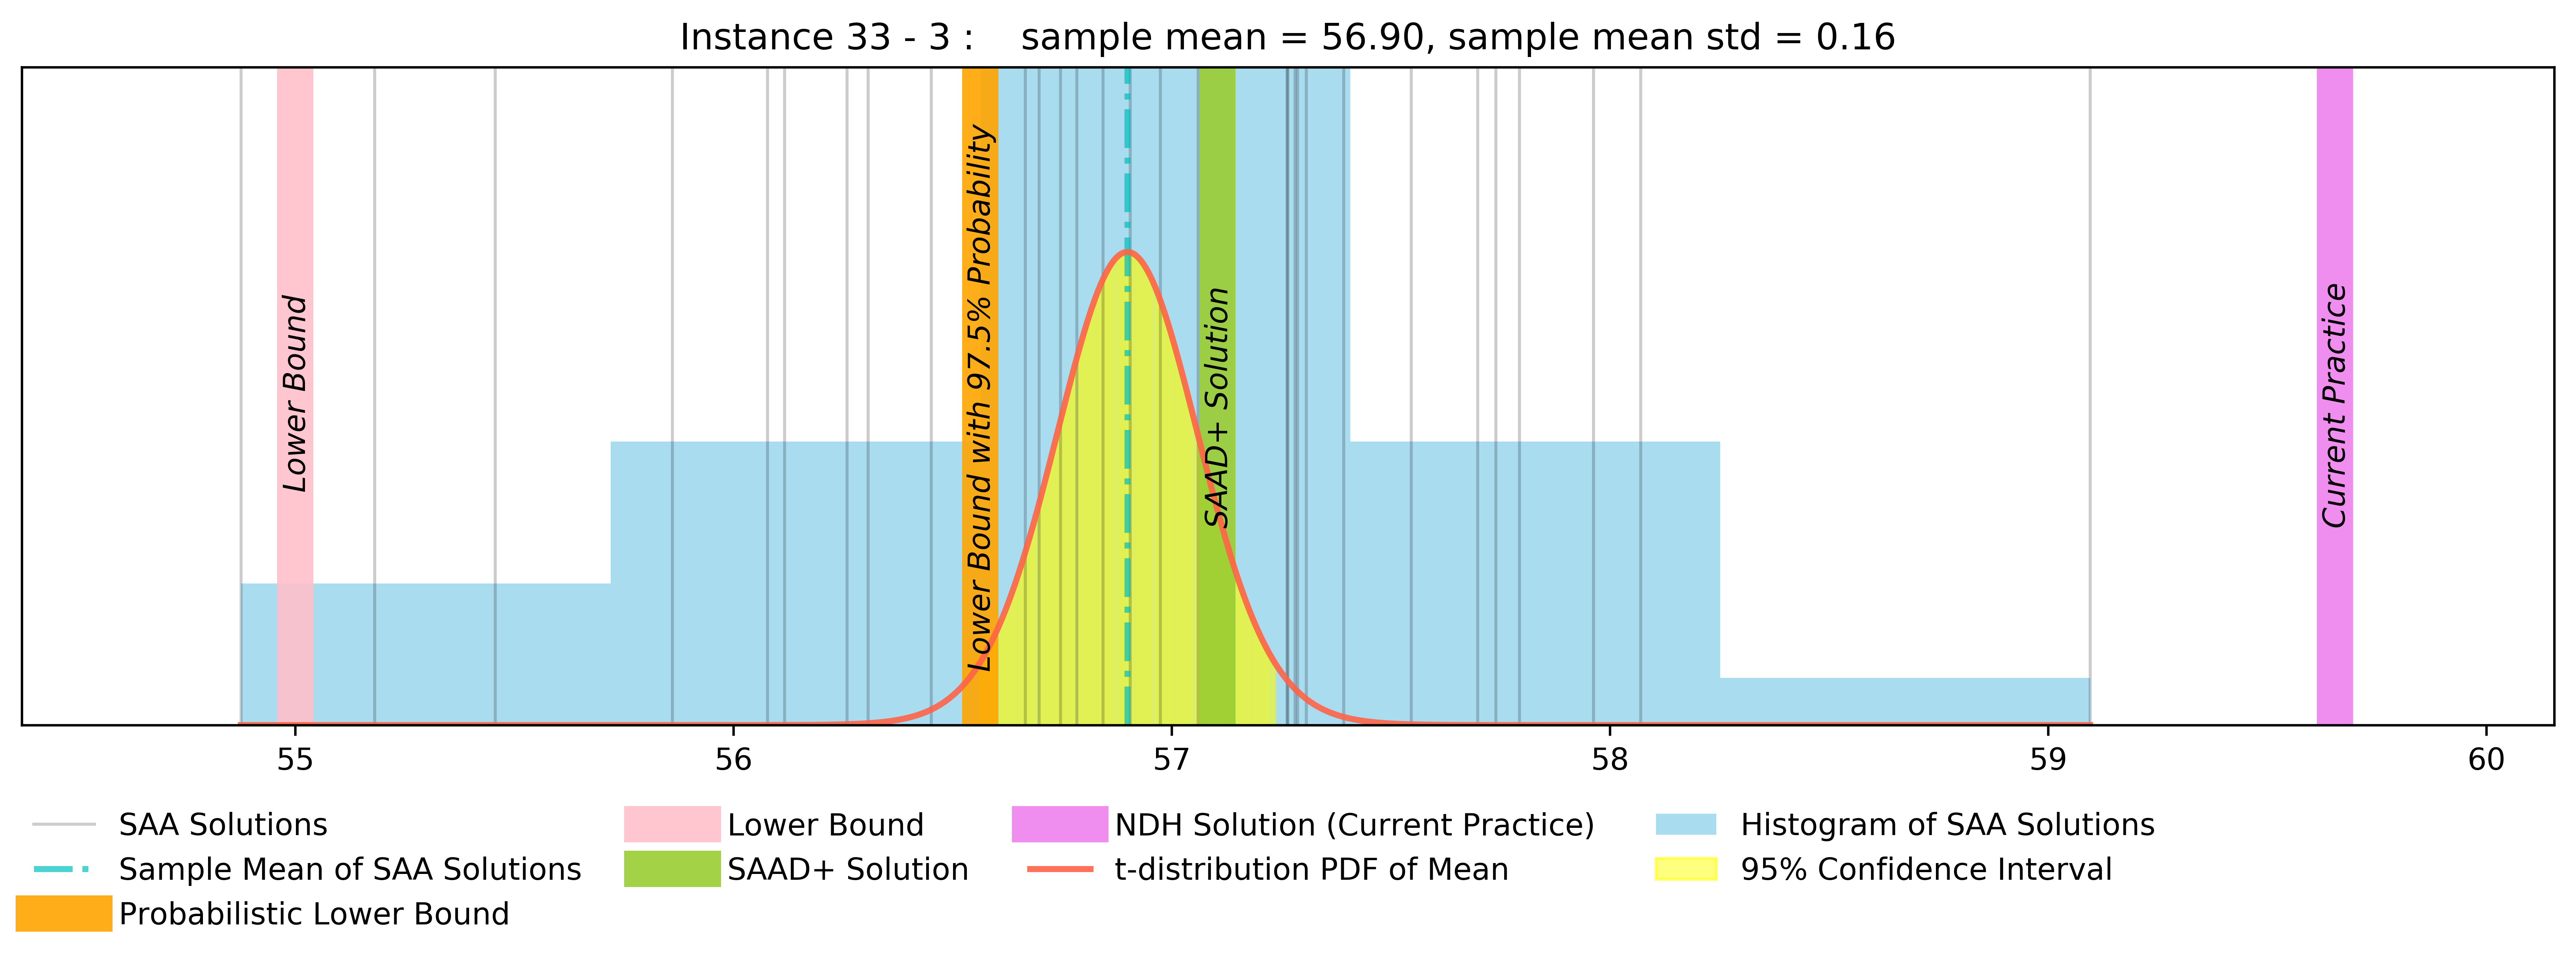 Instance 33 - 3 :    sample mean = 56.90, sample mean std = 0.16
Lower Bound
Lower Bound with 97.5% Probability
SAAD+ Solution
Current Practice
55 56 57 58 59 60
SAA Solutions
Sample Mean of SAA Solutions
Probabilistic Lower Bound
Lower Bound
SAAD+ Solution
NDH Solution (Current Practice)
t-distribution PDF of Mean
Histogram of SAA Solutions
95% Confidence Interval